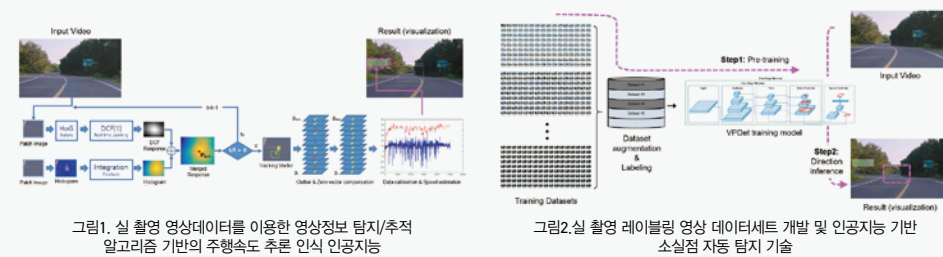 Input Video
Result (visualization)
Patch image
HoG
Feature
DCF[1]
DCF
Response
Patch image
Histogram
Integration
Histogram
Merged
Response
N
Y
Tracking Marker
Outlier & Zero-vector compensation
Data calibration & Speed estimation
그림1. 실 촬영 영상데이터를 이용한 영상정보 탐지/추적
알고리즘 기반의 주행속도 추론 인식 인공지능
Training Datasets
Dataset
augmentation
&
Labeling
Step1: Pre-training
VPDet training model
Input Video
Step2:
Direction
inference
Result (visualization)
그림2.실 촬영 레이블링 영상 데이터세트 개발 및 인공지능 기반
소실점 자동 탐지 기술